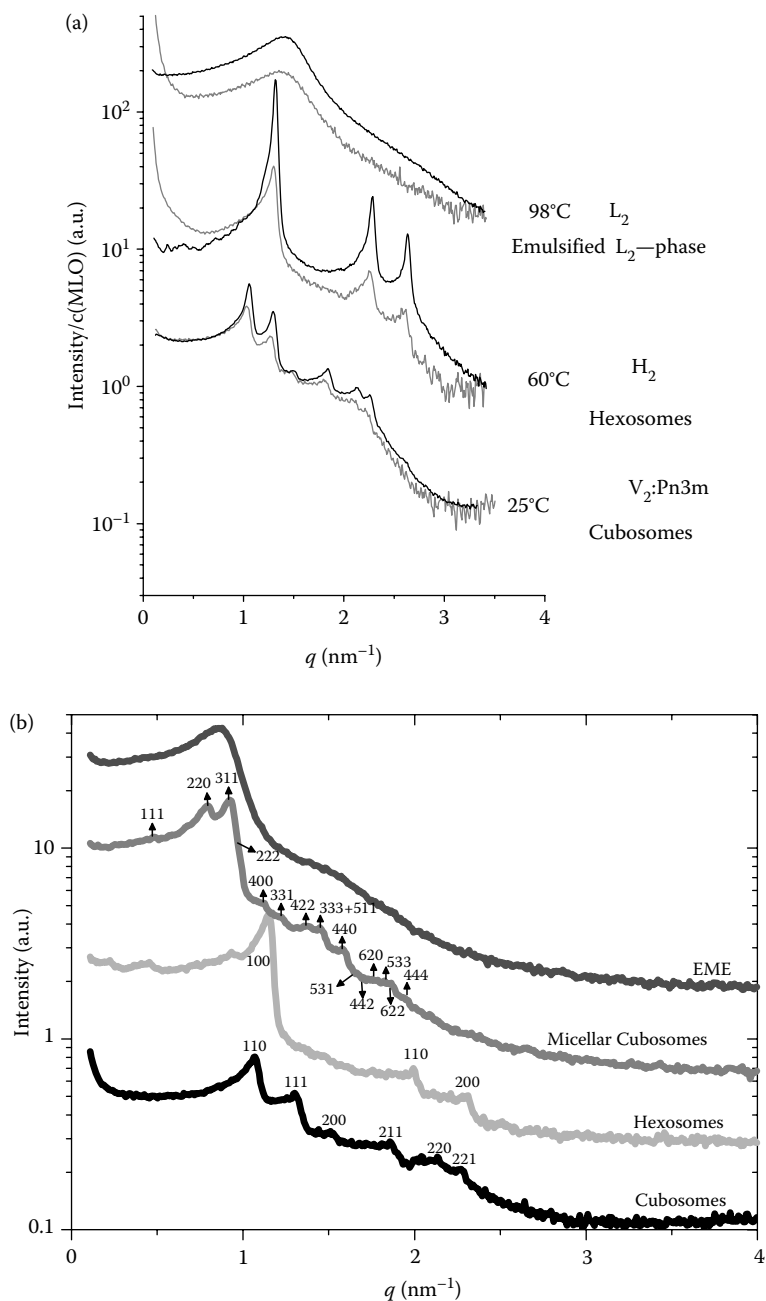 (a)
Intensity/c(MLO) (a.u.)
10²
10¹
10⁰
10⁻¹
98°C L₂
Emulsified L₂—phase
60°C H₂
Hexosomes
25°C V₂:Pn3m
Cubosomes
0 1 2 3 4
q (nm⁻¹)
(b)
Intensity (a.u.)
10
1
0.1
111
220
311
222
400
331
422
333+511
440
531
442
620
533
622
444
EME
Micellar Cubosomes
100
110
200
Hexosomes
110
111
200
211
220
221
Cubosomes
0 1 2 3 4
q (nm⁻¹)